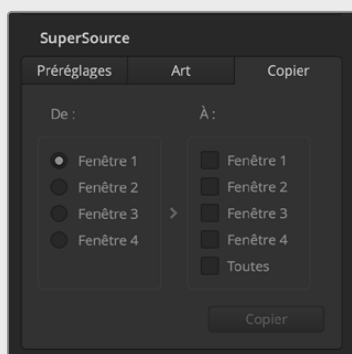 SuperSource
Préréglages Art Copier
De : À :
Fenêtre 1 Fenêtre 1
Fenêtre 2 Fenêtre 2
Fenêtre 3 Fenêtre 3
Fenêtre 4 Fenêtre 4
Toutes
Copier